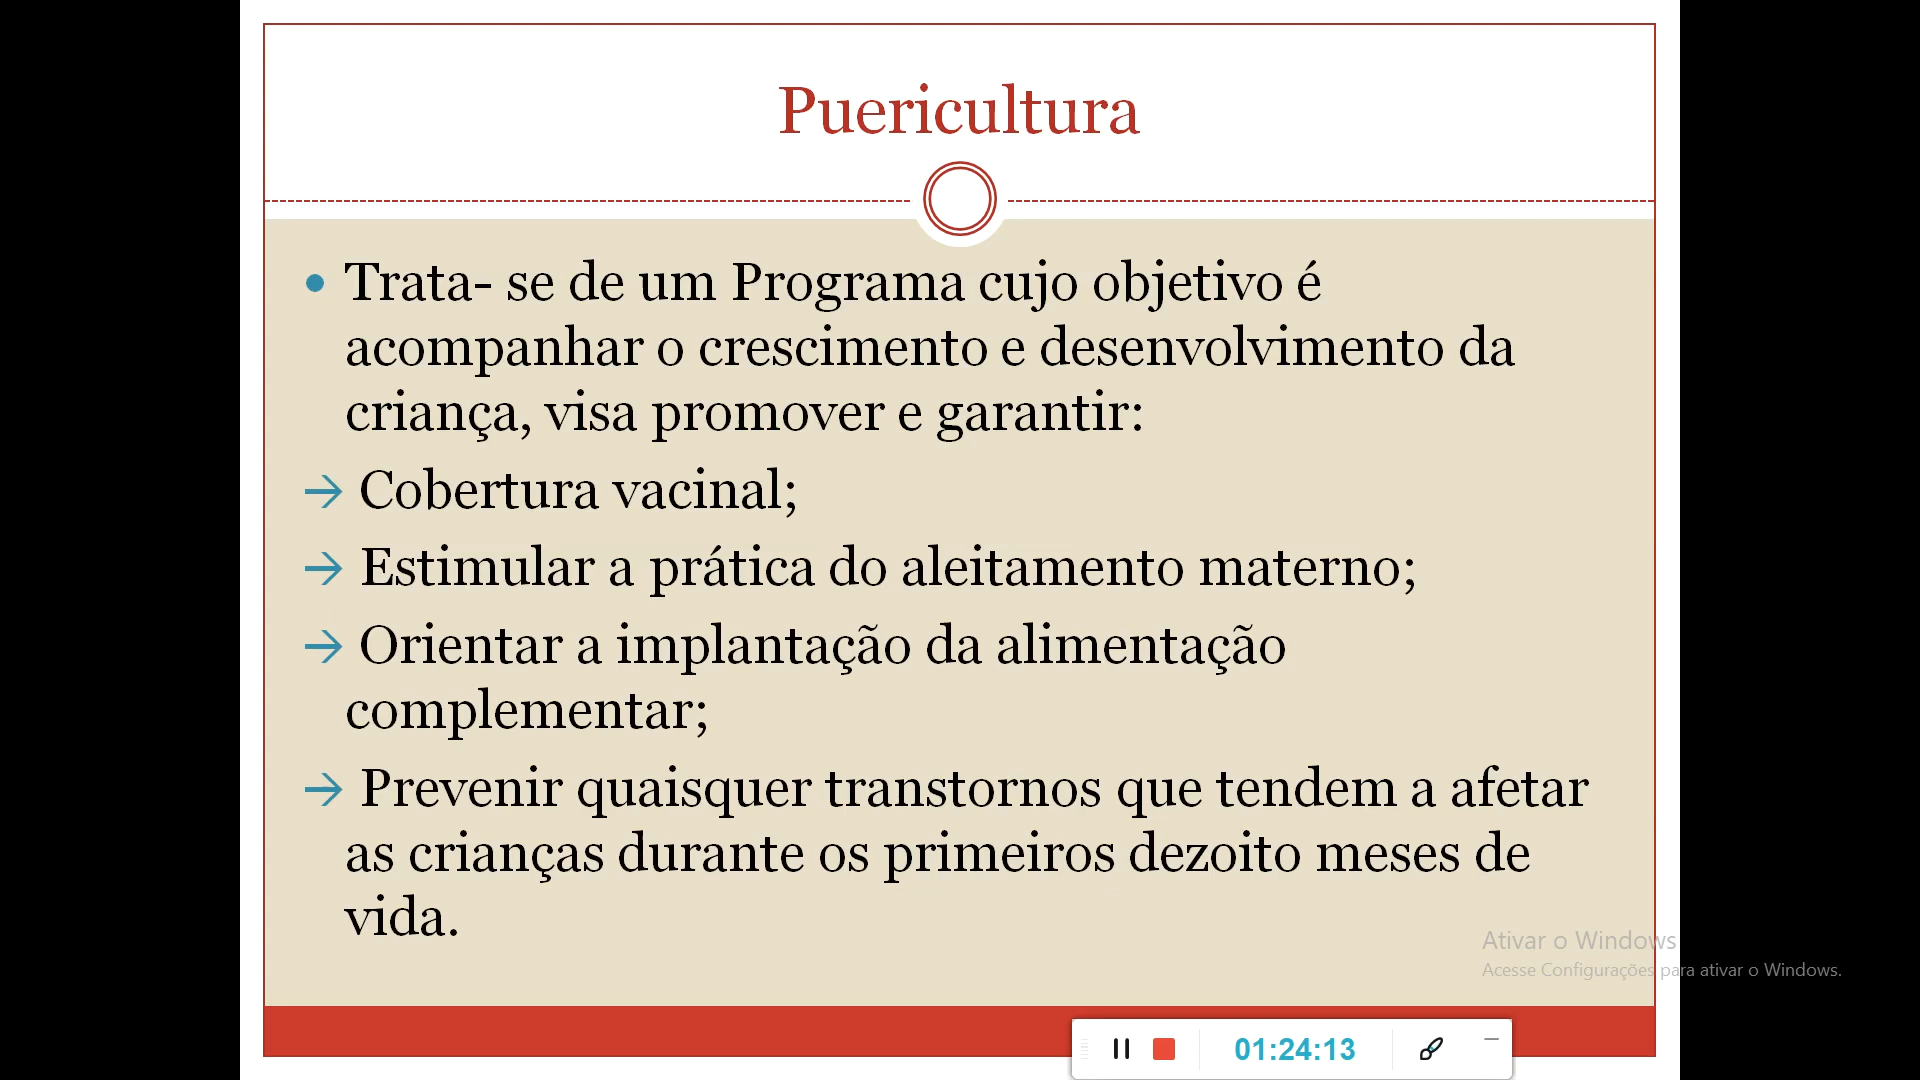 Puericultura
• Trata- se de um Programa cujo objetivo é
acompanhar o crescimento e desenvolvimento da
criança, visa promover e garantir:
→ Cobertura vacinal;
→ Estimular a prática do aleitamento materno;
→ Orientar a implantação da alimentação
complementar;
→ Prevenir quaisquer transtornos que tendem a afetar
as crianças durante os primeiros dezoito meses de
vida.
Ativar o Windows
Acesse Configurações para ativar o Windows.
01:24:13